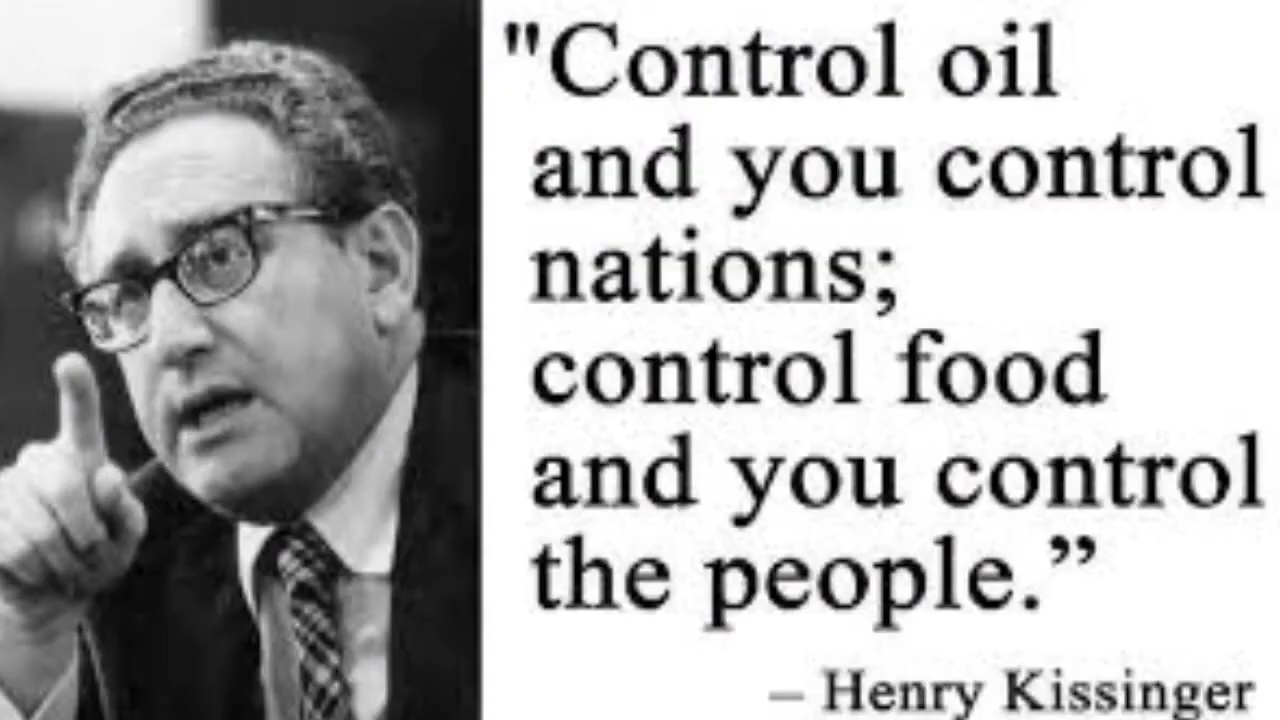 "Control oil
and you control
nations;
control food
and you control
the people.”
– Henry Kissinger